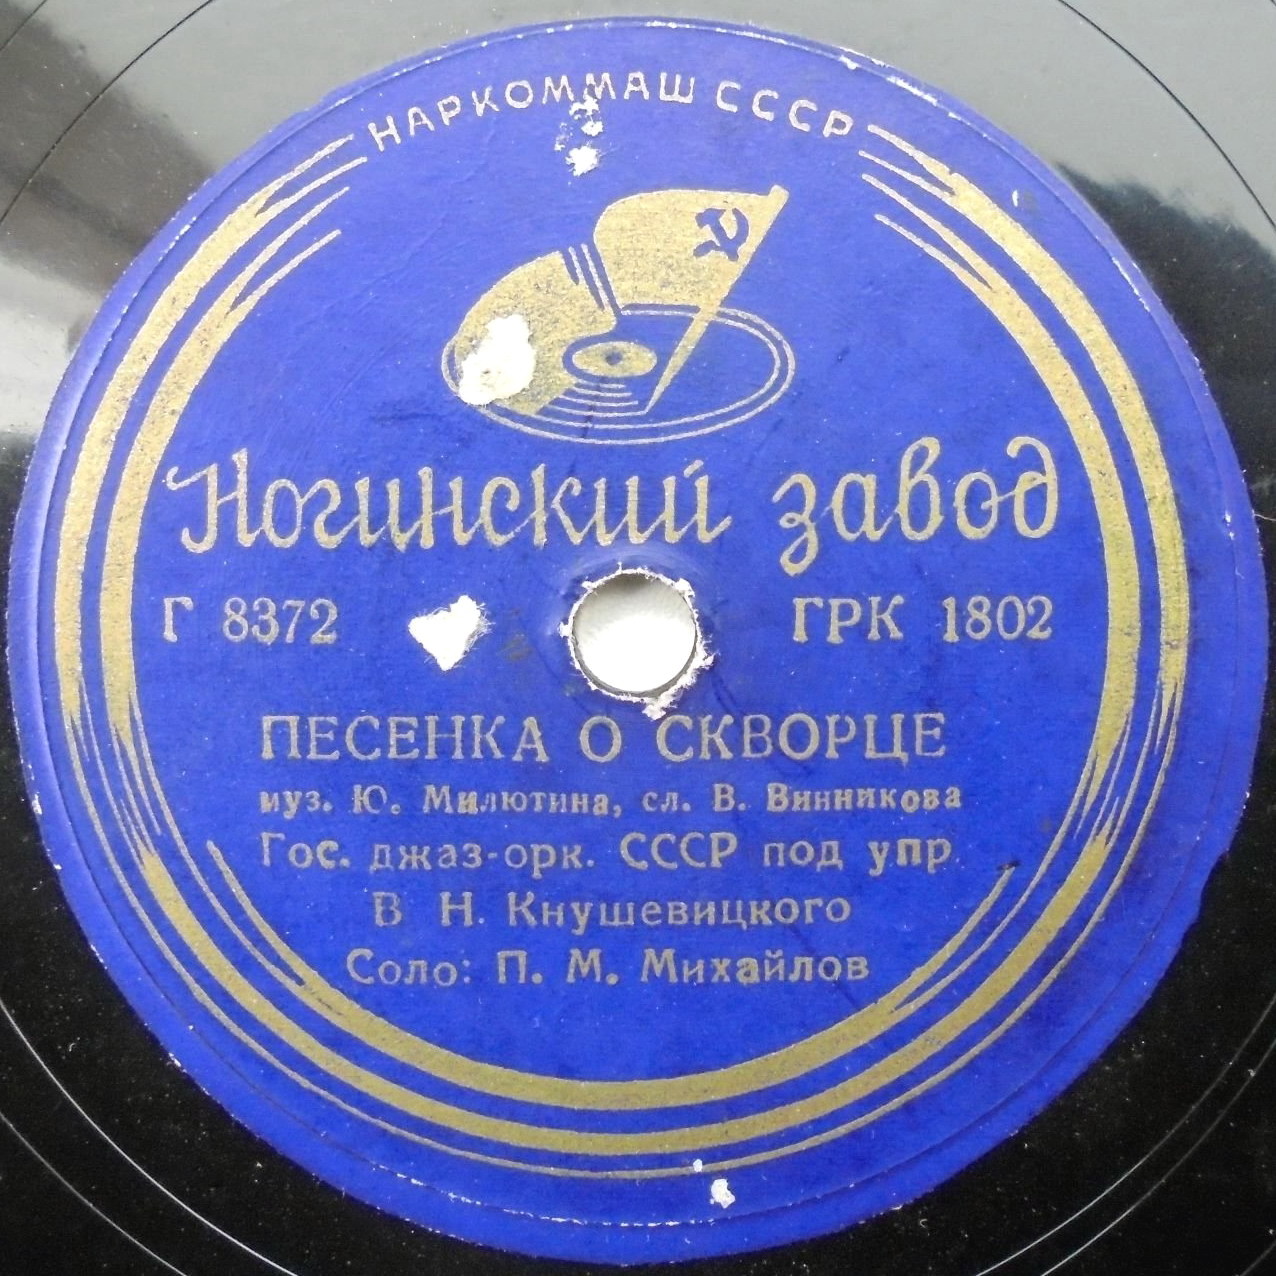 НАРКОММАШ СССР
Ногинский завод
Г 8372 ГРК 1802
ПЕСЕНКА О СКВОРЦЕ
муз. Ю. Милютина, сл. В. Винникова
Гос. джаз-орк. СССР под упр
В Н. Кнушевицкого
Соло: П. М. Михайлов